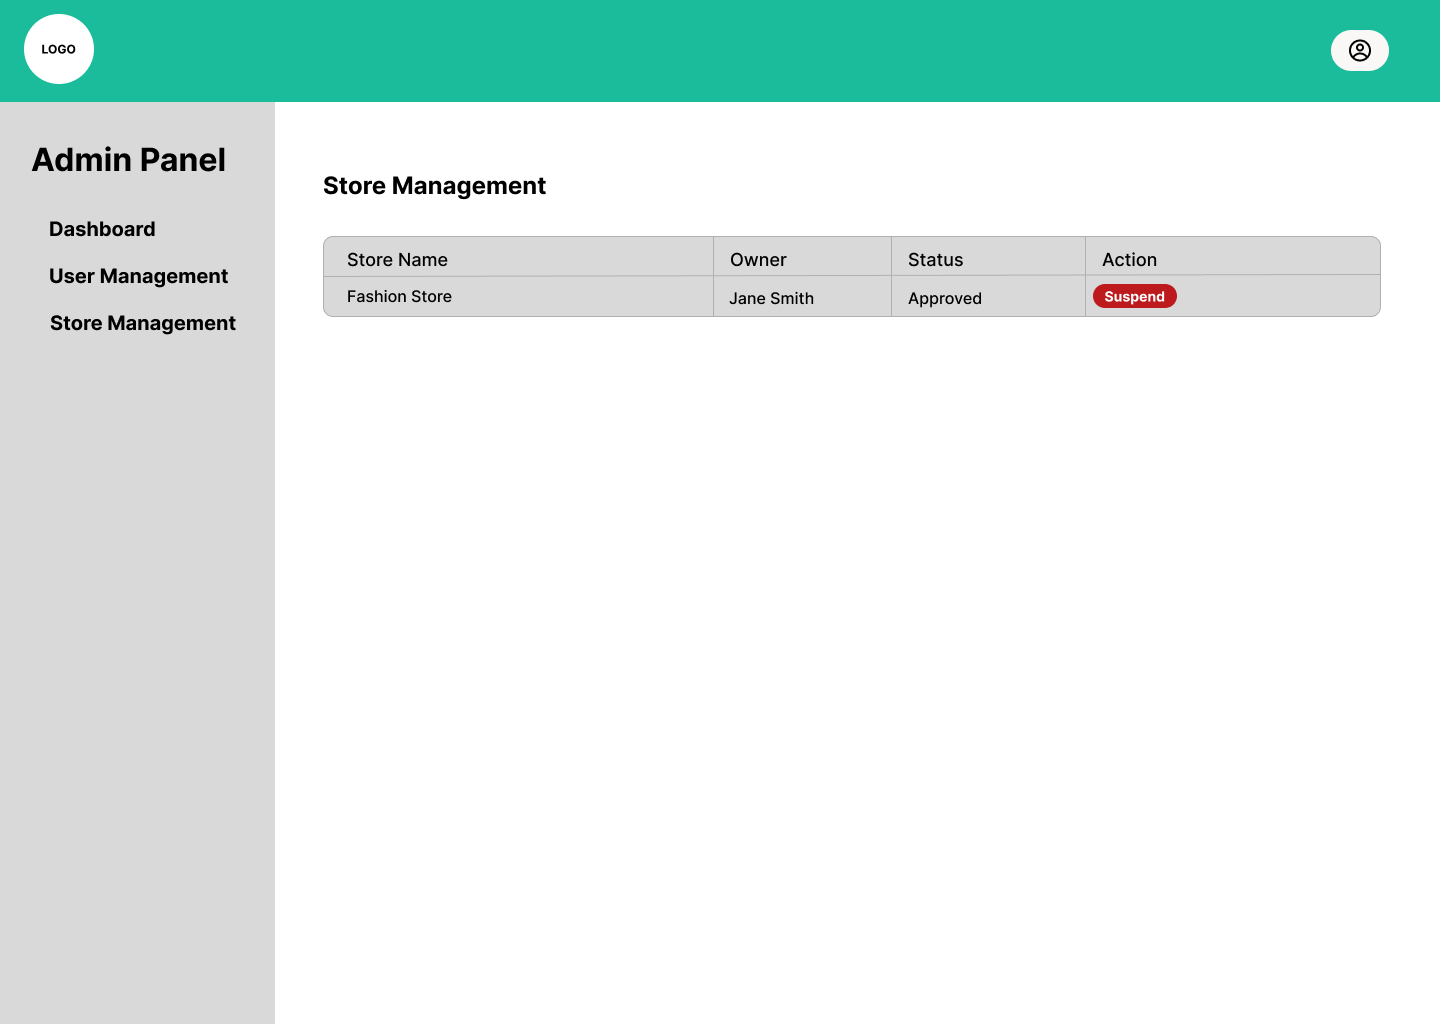 LOGO
Admin Panel
Dashboard
User Management
Store Management
Store Management
Store Name Owner Status Action
Fashion Store Jane Smith Approved Suspend